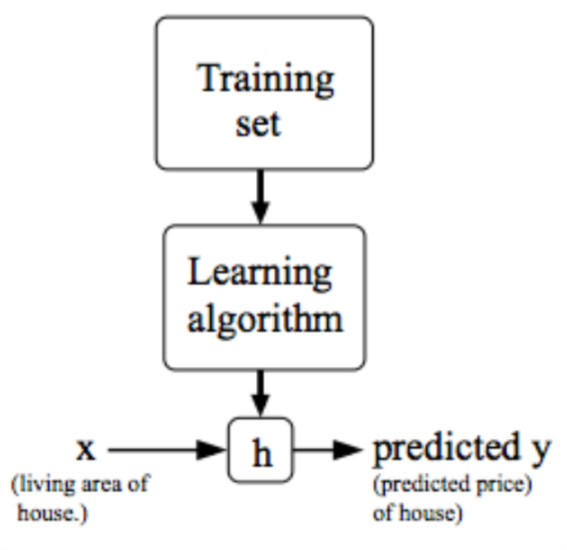 Training
set
Learning
algorithm
x
h
predicted y
(living area of
house.)
(predicted price)
of house)